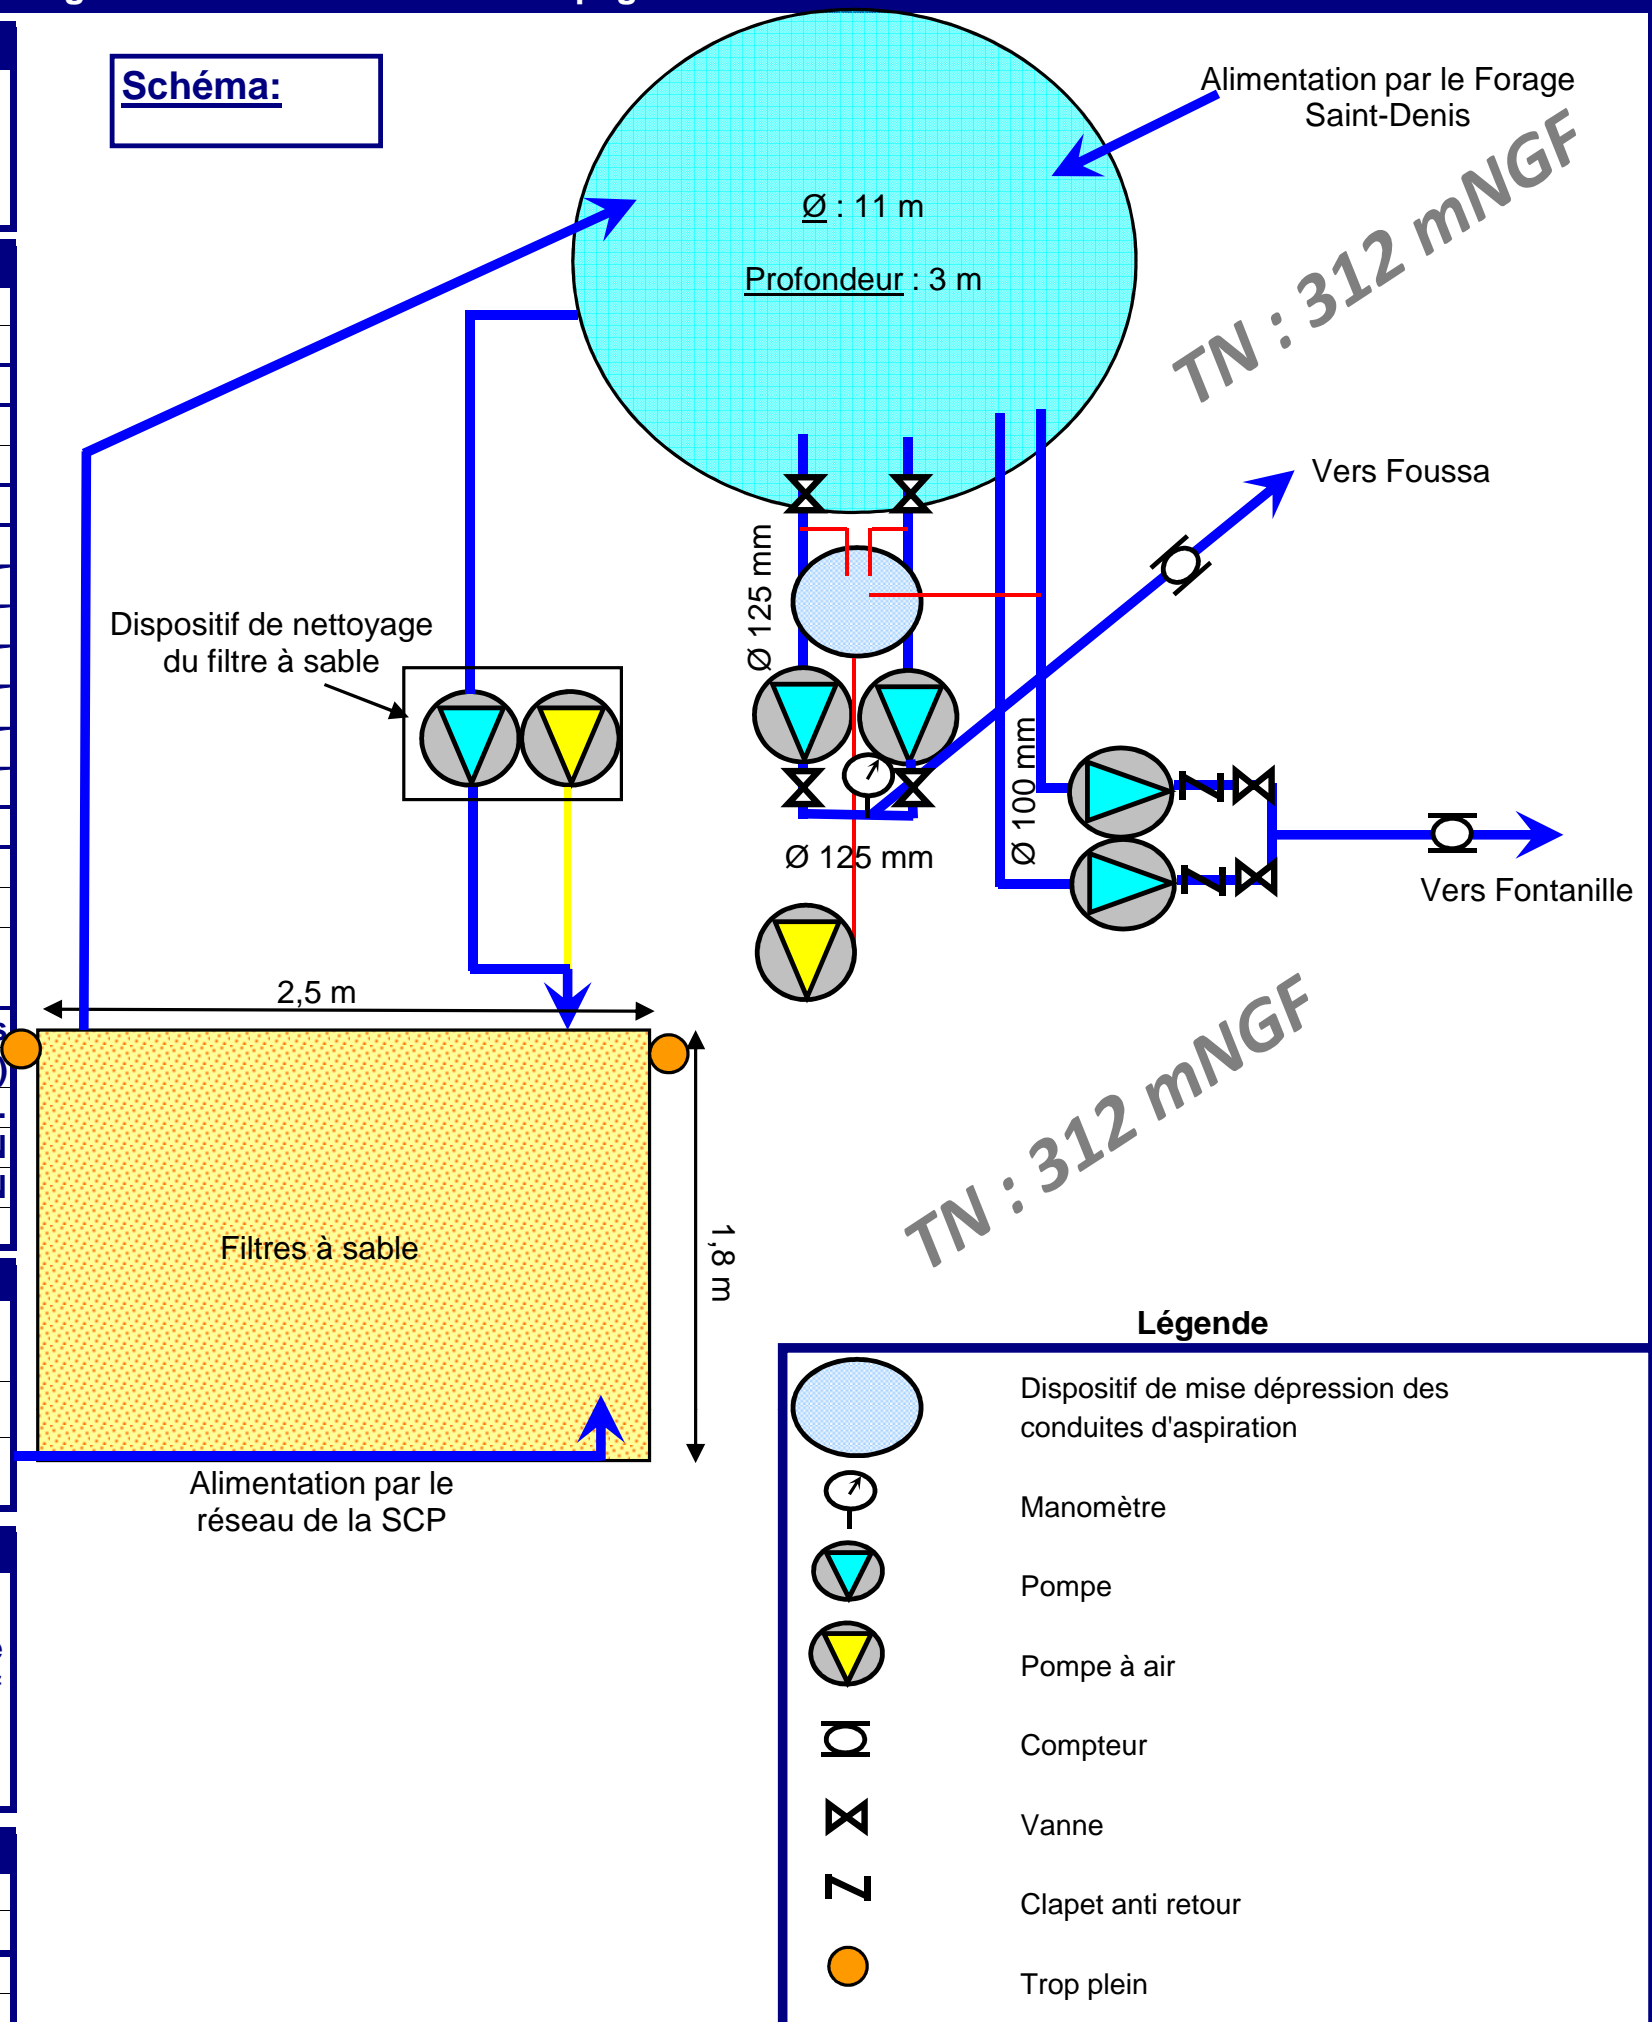 Schéma:
Alimentation par le Forage
Saint-Denis
Ø : 11 m
Profondeur : 3 m
TN : 312 mNGF
Vers Foussa
Ø 125 mm
Dispositif de nettoyage
du filtre à sable
Ø 100 mm
Ø 125 mm
Vers Fontanille
2,5 m
TN : 312 mNGF
Filtres à sable
1,8 m
Alimentation par le
réseau de la SCP
Légende
Dispositif de mise dépression des
conduites d'aspiration
Manomètre
Pompe
Pompe à air
Compteur
Vanne
Clapet anti retour
Trop plein